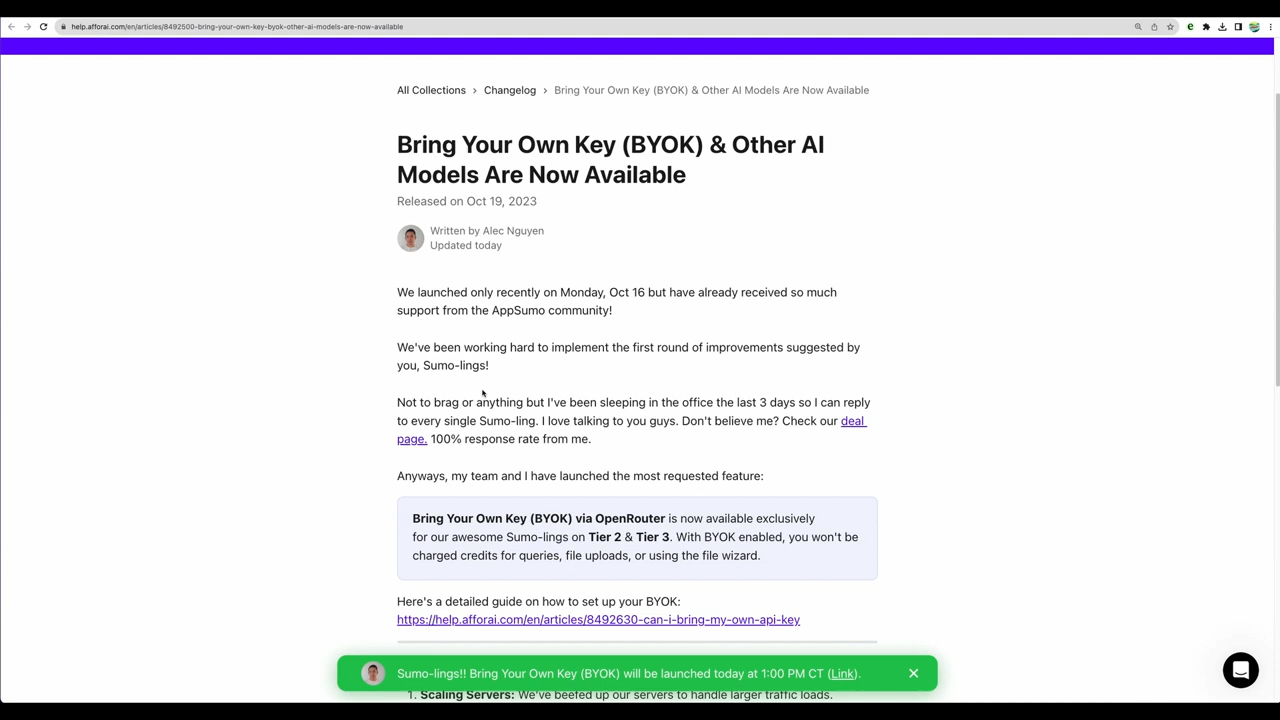 help.afforai.com/en/articles/8492500-bring-your-own-key-byok-other-ai-models-are-now-available
All Collections > Changelog > Bring Your Own Key (BYOK) & Other AI Models Are Now Available
Bring Your Own Key (BYOK) & Other AI
Models Are Now Available
Released on Oct 19, 2023
Written by Alec Nguyen
Updated today
We launched only recently on Monday, Oct 16 but have already received so much
support from the AppSumo community!
We've been working hard to implement the first round of improvements suggested by
you, Sumo-lings!
Not to brag or anything but I've been sleeping in the office the last 3 days so I can reply
to every single Sumo-ling. I love talking to you guys. Don't believe me? Check our deal
page. 100% response rate from me.
Anyways, my team and I have launched the most requested feature:
Bring Your Own Key (BYOK) via OpenRouter is now available exclusively
for our awesome Sumo-lings on Tier 2 & Tier 3. With BYOK enabled, you won't be
charged credits for queries, file uploads, or using the file wizard.
Here's a detailed guide on how to set up your BYOK:
https://help.afforai.com/en/articles/8492630-can-i-bring-my-own-api-key
Sumo-lings!! Bring Your Own Key (BYOK) will be launched today at 1:00 PM CT (Link).
1. Scaling Servers: We've beefed up our servers to handle larger traffic loads.